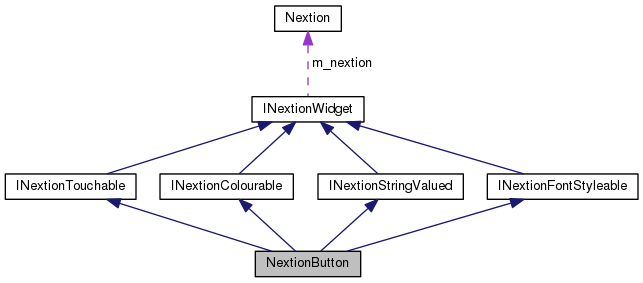 Nextion
m_nextion
INextionWidget
INextionTouchable
INextionColourable
INextionStringValued
INextionFontStyleable
NextionButton